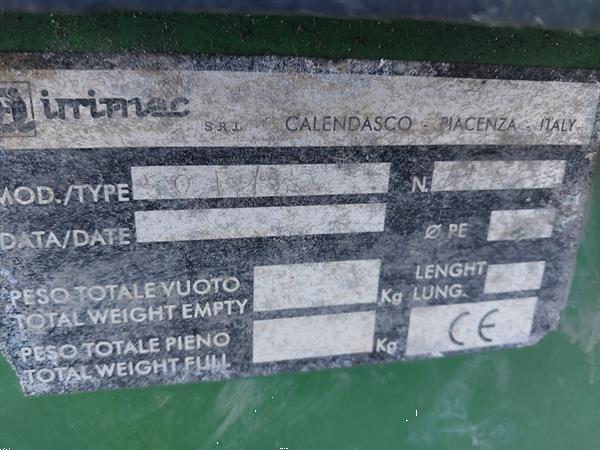 irrimec
S.R.L. CALENDASCO - PIACENZA - ITALY
MOD./TYPE N.
DATA/DATE Ø PE
PESO TOTALE VUOTO
TOTAL WEIGHT EMPTY Kg
LENGHT
LUNG.
PESO TOTALE PIENO
TOTAL WEIGHT FULL Kg
CE